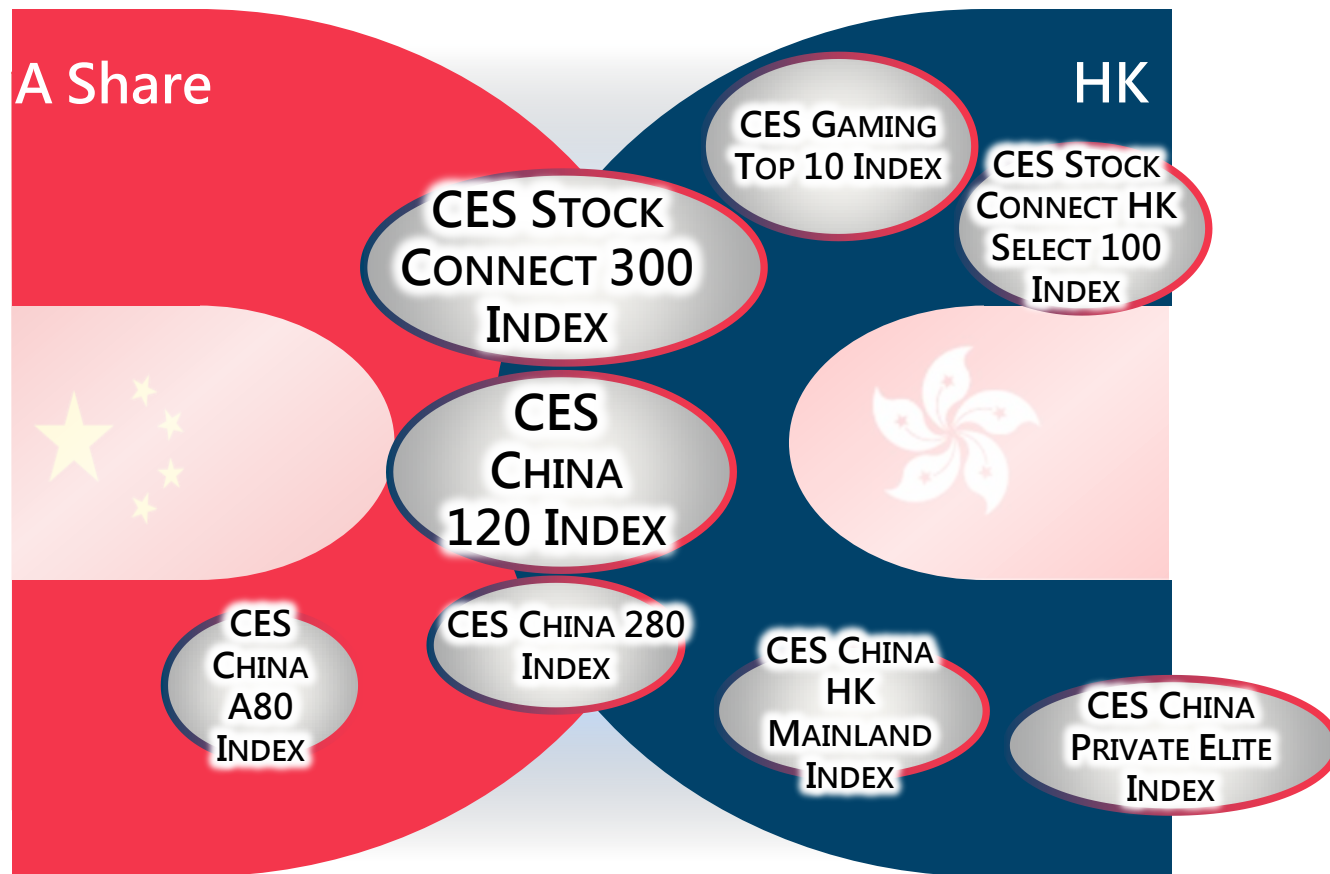 A Share
HK
CES GAMING
TOP 10 INDEX
CES STOCK
CONNECT HK
SELECT 100
INDEX
CES STOCK
CONNECT 300
INDEX
CES
CHINA
120 INDEX
CES CHINA 280
INDEX
CES
CHINA
A80
INDEX
CES CHINA
HK
MAINLAND
INDEX
CES CHINA
PRIVATE ELITE
INDEX